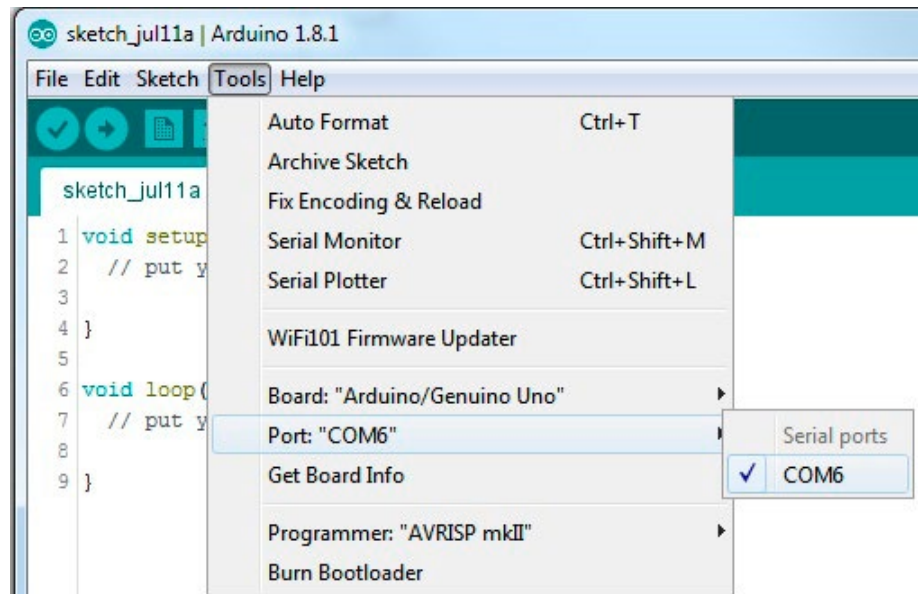 sketch_jul11a | Arduino 1.8.1
File Edit Sketch Tools Help
sketch_jul11a
Auto Format Ctrl+T
Archive Sketch
Fix Encoding & Reload
Serial Monitor Ctrl+Shift+M
Serial Plotter Ctrl+Shift+L
WiFi101 Firmware Updater
Board: "Arduino/Genuino Uno"
Port: "COM6"
Get Board Info
Programmer: "AVRISP mkII"
Burn Bootloader
Serial ports
COM6
1 void setup
2 // put y
3
4 }
5
6 void loop(
7 // put y
8
9 }